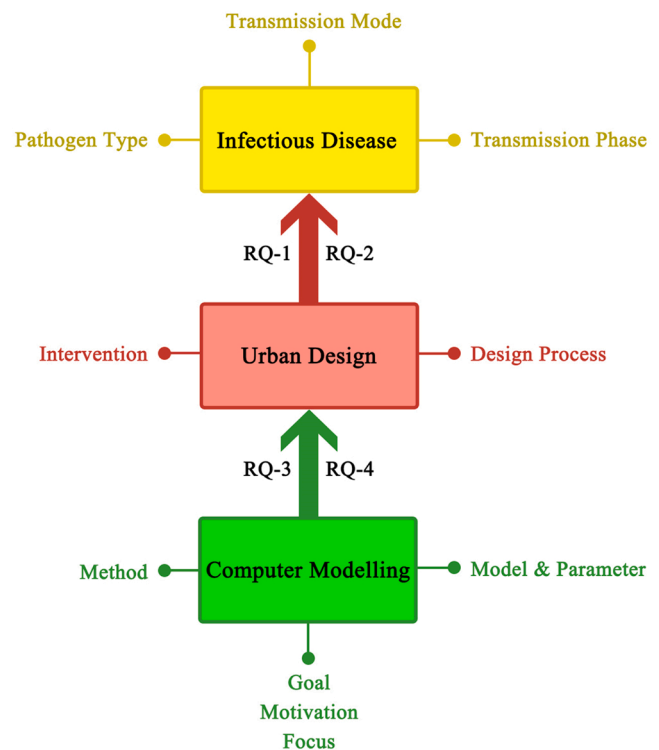 Transmission Mode
Pathogen Type
Infectious Disease
Transmission Phase
RQ-1
RQ-2
Intervention
Urban Design
Design Process
RQ-3
RQ-4
Method
Computer Modelling
Model & Parameter
Goal
Motivation
Focus